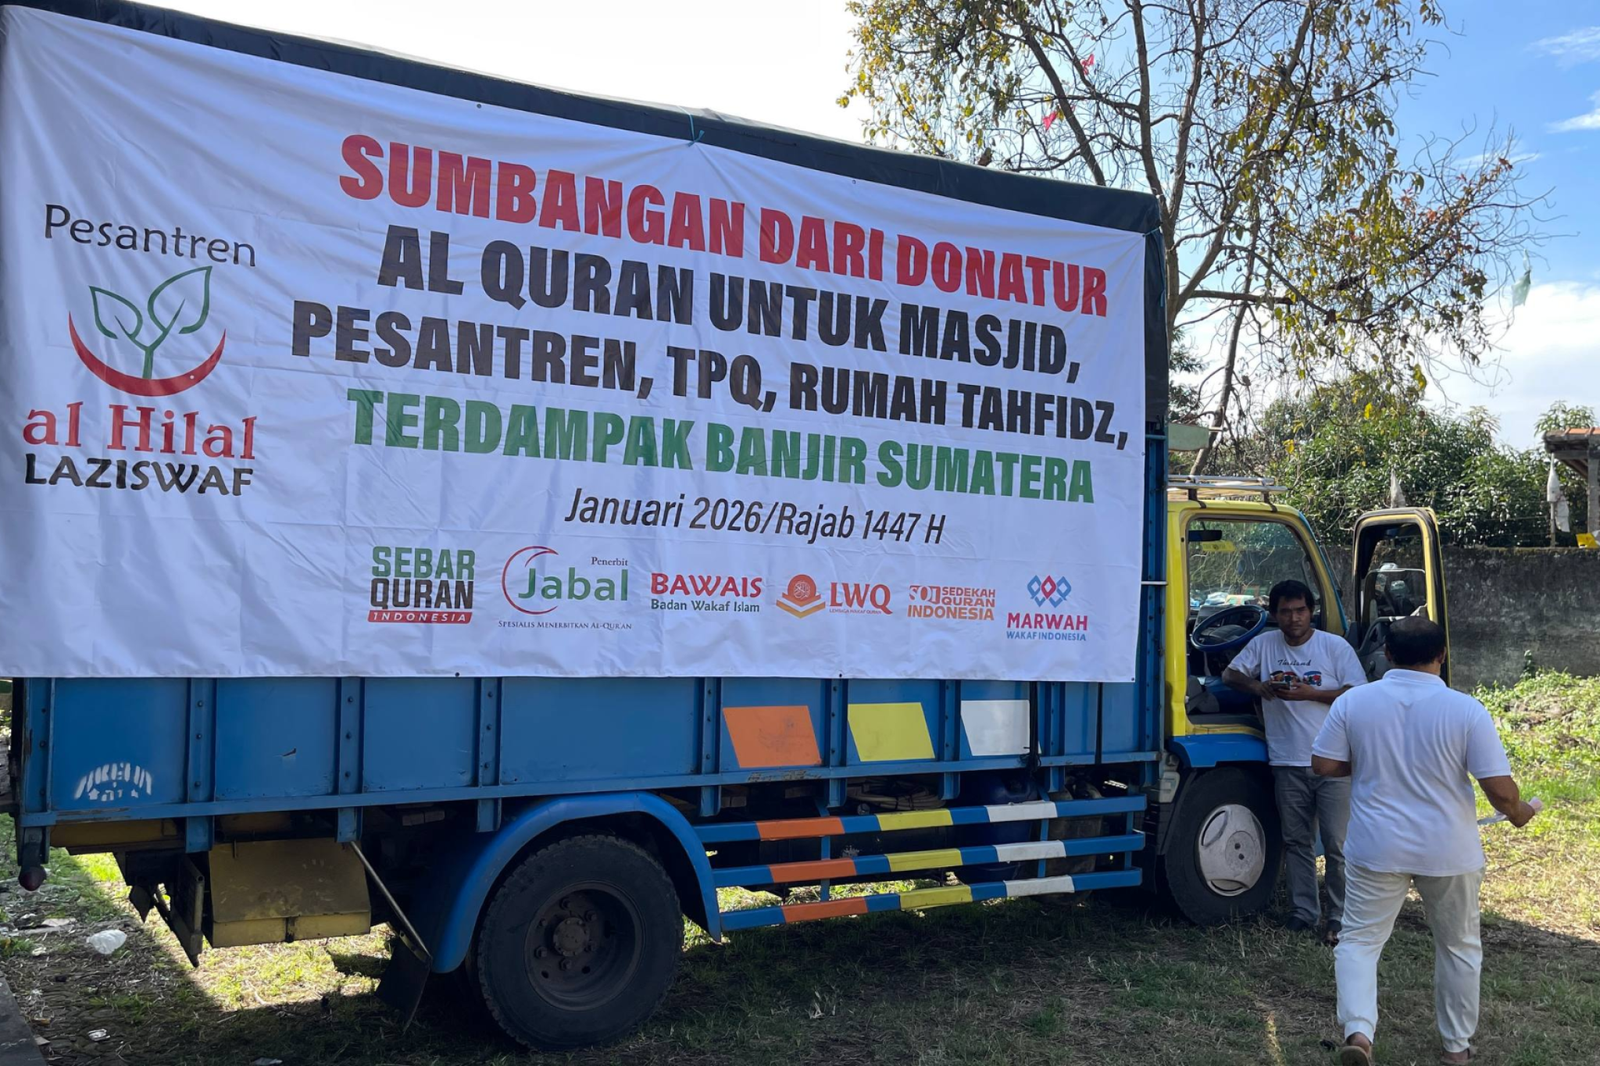 Pesantren
al Hilal
LAZISWAF
SUMBANGAN DARI DONATUR
AL QURAN UNTUK MASJID,
PESANTREN, TPQ, RUMAH TAHFIDZ,
TERDAMPAK BANJIR SUMATERA
Januari 2026/Rajab 1447 H
SEBAR
QURAN
INDONESIA
Penerbit
Jabal
SPESIALIS MENERBITKAN AL-QURAN
BAWAIS
Badan Wakaf Islam
LWQ
SEDEKAH
QURAN
INDONESIA
MARWAH
WAKAF INDONESIA
Thailand